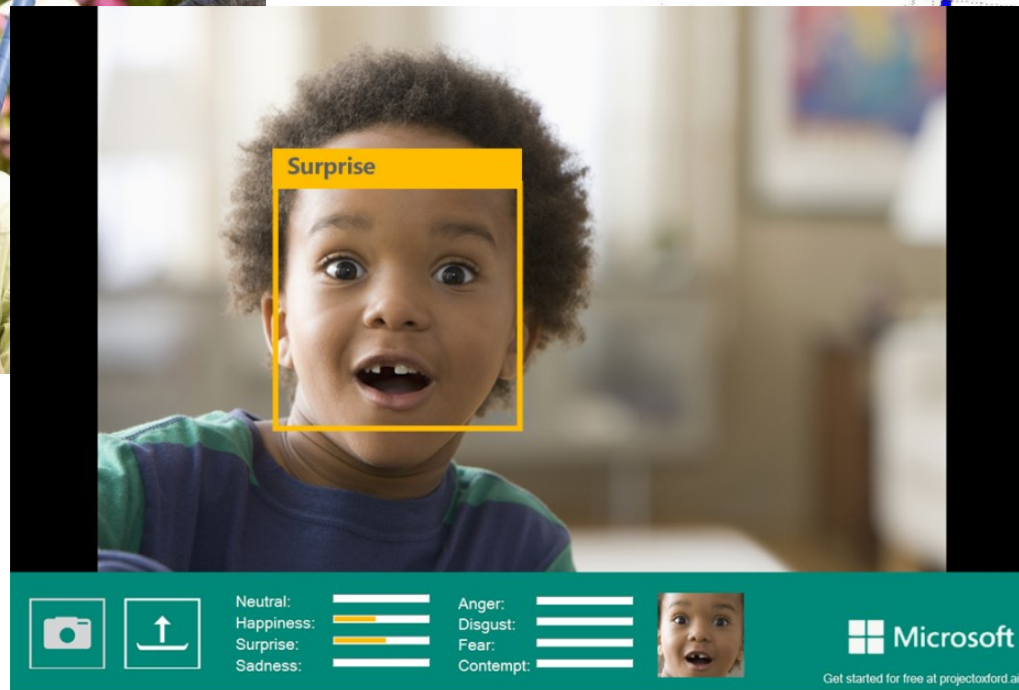 Surprise
Neutral:
Happiness:
Surprise:
Sadness:
Anger:
Disgust:
Fear:
Contempt:
Microsoft
Get started for free at projectoxford.ai